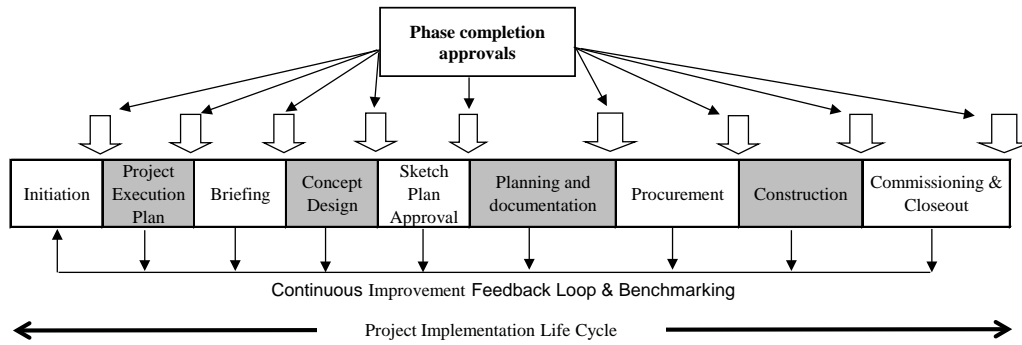 Phase completion
approvals
Initiation
Project
Execution
Plan
Briefing
Concept
Design
Sketch
Plan
Approval
Planning and
documentation
Procurement
Construction
Commissioning &
Closeout
Continuous Improvement Feedback Loop & Benchmarking
Project Implementation Life Cycle